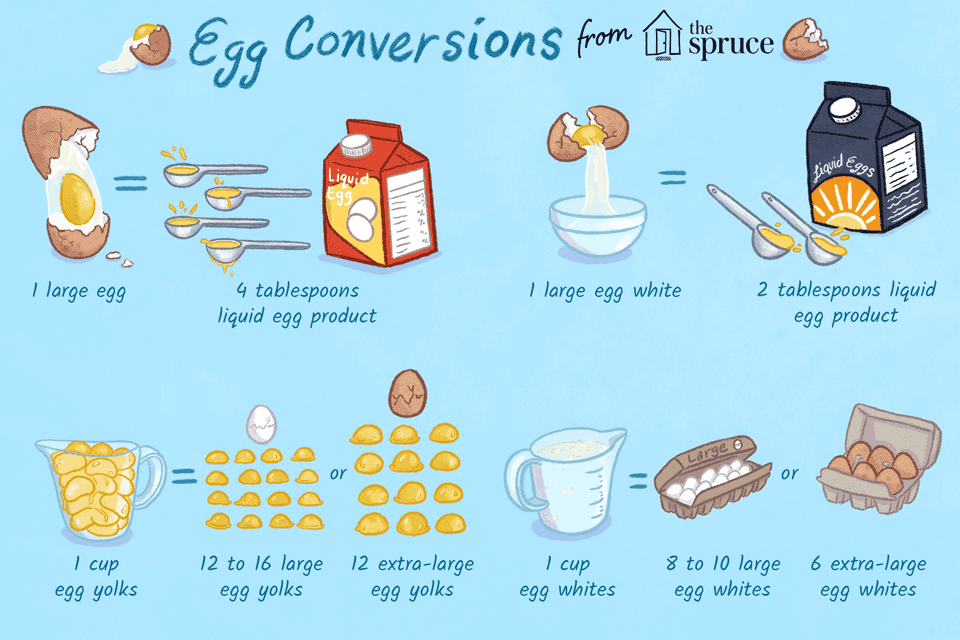 Egg Conversions from the spruce
Liquid
Egg
Liquid Eggs
1 large egg
4 tablespoons
liquid egg product
1 large egg white
2 tablespoons liquid
egg product
Large
or
or
1 cup
egg yolks
12 to 16 large
egg yolks
12 extra-large
egg yolks
1 cup
egg whites
8 to 10 large
egg whites
6 extra-large
egg whites